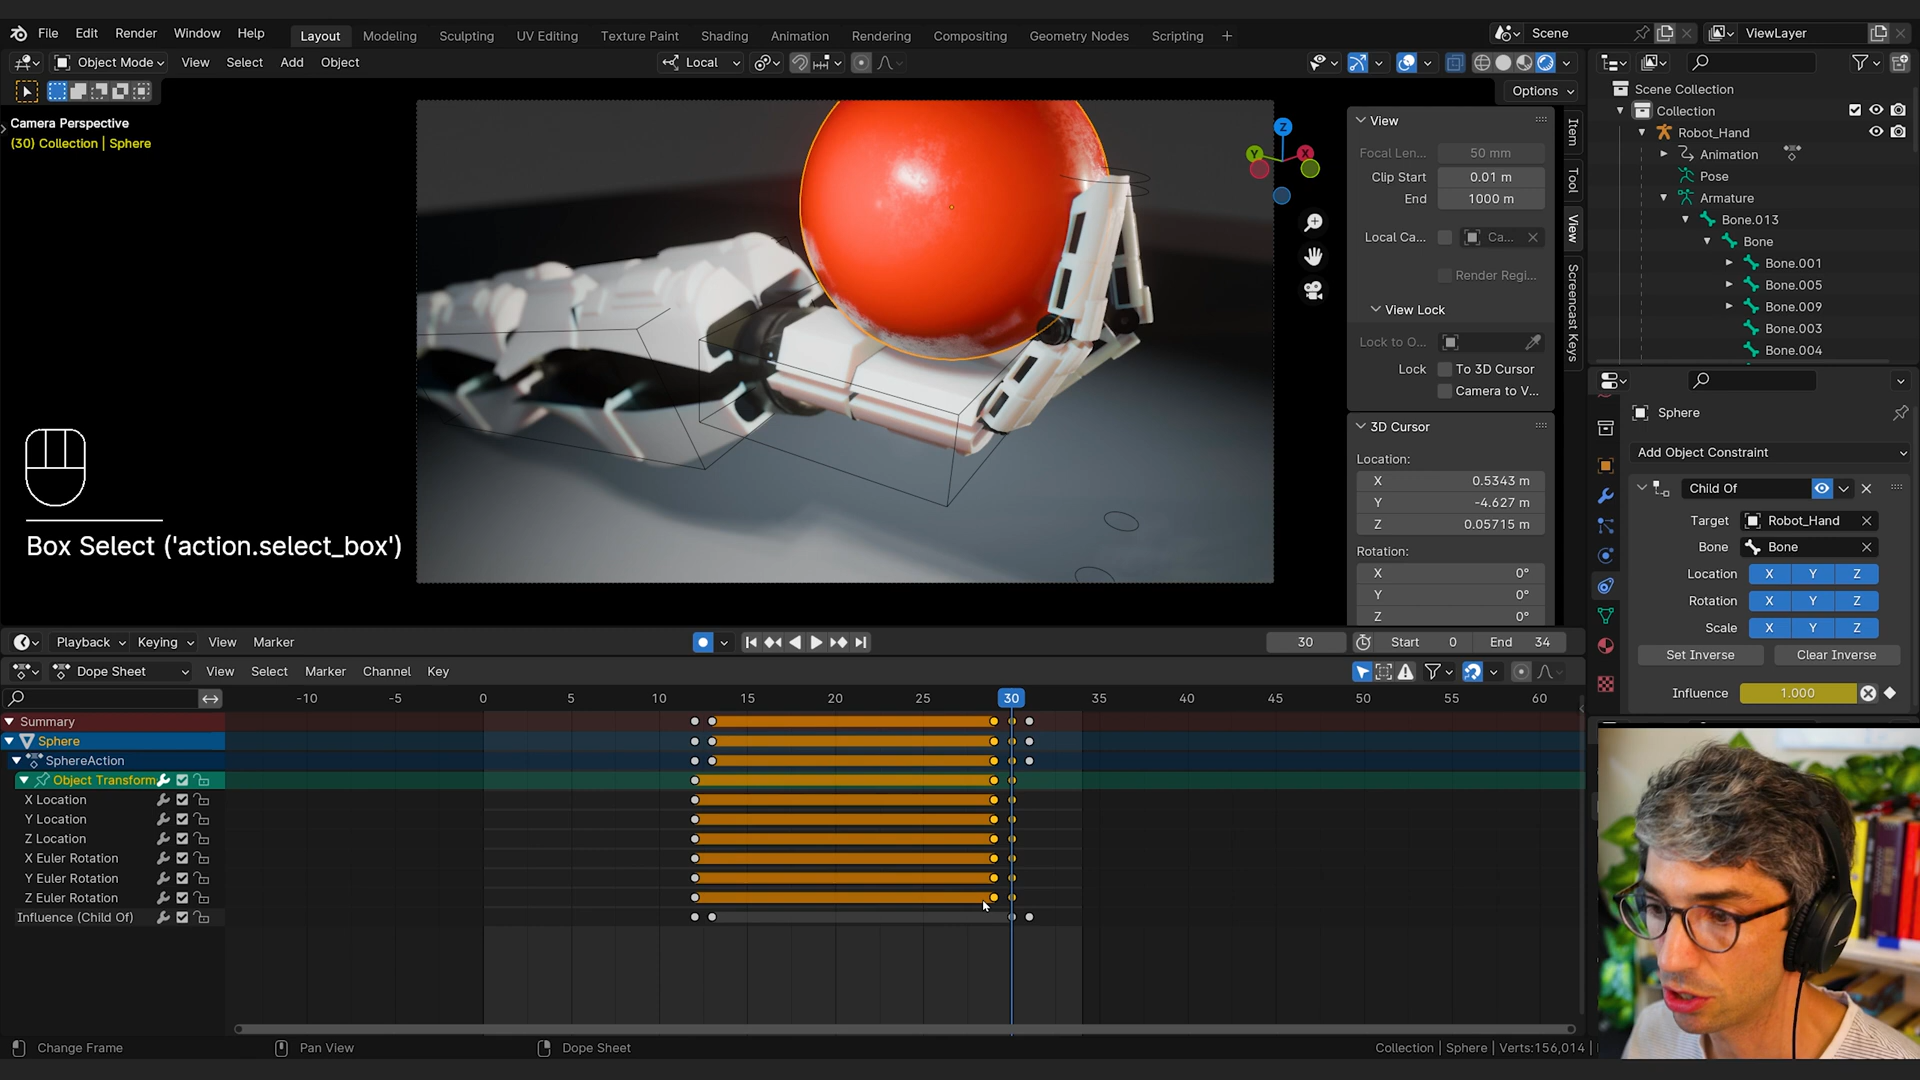 File Edit Render Window Help Layout Modeling Sculpting UV Editing Texture Paint Shading Animation Rendering Compositing Geometry Nodes Scripting + Scene ViewLayer
Object Mode View Select Add Object Local
Options
Camera Perspective
(30) Collection | Sphere
Box Select ('action.select_box')
Z
Y
X
View
Focal Len... 50 mm
Clip Start 0.01 m
End 1000 m
Local Ca... Ca...
Render Regi...
View Lock
Lock to O...
Lock To 3D Cursor
Camera to V...
3D Cursor
Location:
X 0.5343 m
Y -4.627 m
Z 0.05715 m
Rotation:
X 0°
Y 0°
Z 0°
Item
Tool
View
Screencast Keys
Scene Collection
Collection
Robot_Hand
Animation
Pose
Armature
Bone.013
Bone
Bone.001
Bone.005
Bone.009
Bone.003
Bone.004
Sphere
Add Object Constraint
Child Of
Target Robot_Hand
Bone Bone
Location X Y Z
Rotation X Y Z
Scale X Y Z
Set Inverse Clear Inverse
Influence 1.000
Playback Keying View Marker 30 Start 0 End 34
Dope Sheet View Select Marker Channel Key
-10 -5 0 5 10 15 20 25 30 35 40 45 50 55 60
Summary
Sphere
SphereAction
Object Transform
X Location
Y Location
Z Location
X Euler Rotation
Y Euler Rotation
Z Euler Rotation
Influence (Child Of)
Change Frame Pan View Dope Sheet Collection | Sphere | Verts:156,014 |